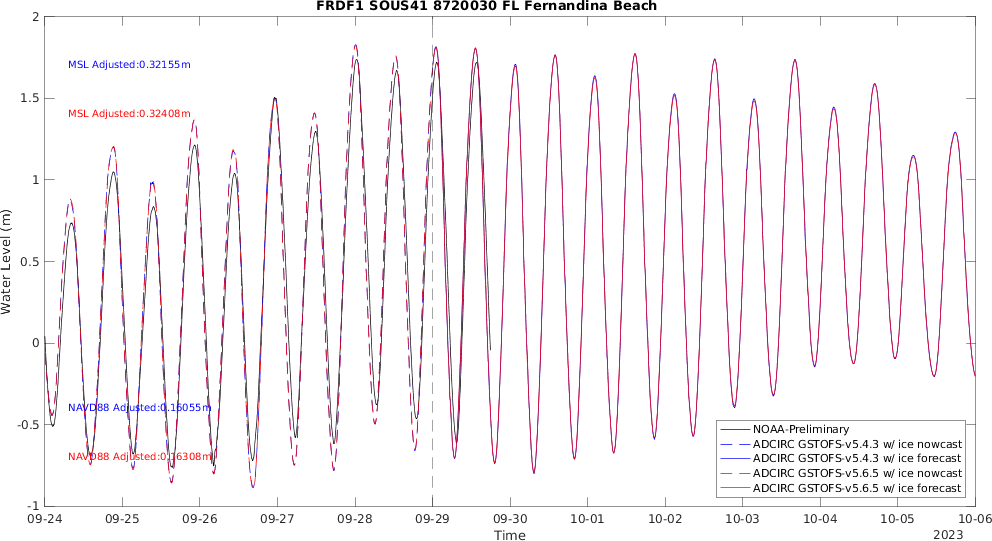 FRDF1 SOUS41 8720030 FL Fernandina Beach
2
1.5
1
0.5
0
-0.5
-1
Water Level (m)
MSL Adjusted:0.32155m
MSL Adjusted:0.32408m
NAVD88 Adjusted:0.16055m
NAVD88 Adjusted:0.16308m
NOAA-Preliminary
ADCIRC GSTOFS-v5.4.3 w/ ice nowcast
ADCIRC GSTOFS-v5.4.3 w/ ice forecast
ADCIRC GSTOFS-v5.6.5 w/ ice nowcast
ADCIRC GSTOFS-v5.6.5 w/ ice forecast
09-24 09-25 09-26 09-27 09-28 09-29 09-30 10-01 10-02 10-03 10-04 10-05 10-06
Time
2023